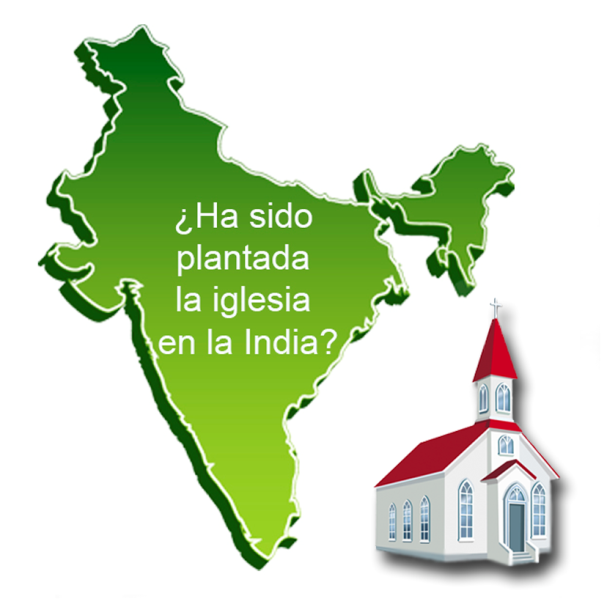 ¿Ha sido
plantada
la iglesia
en la India?